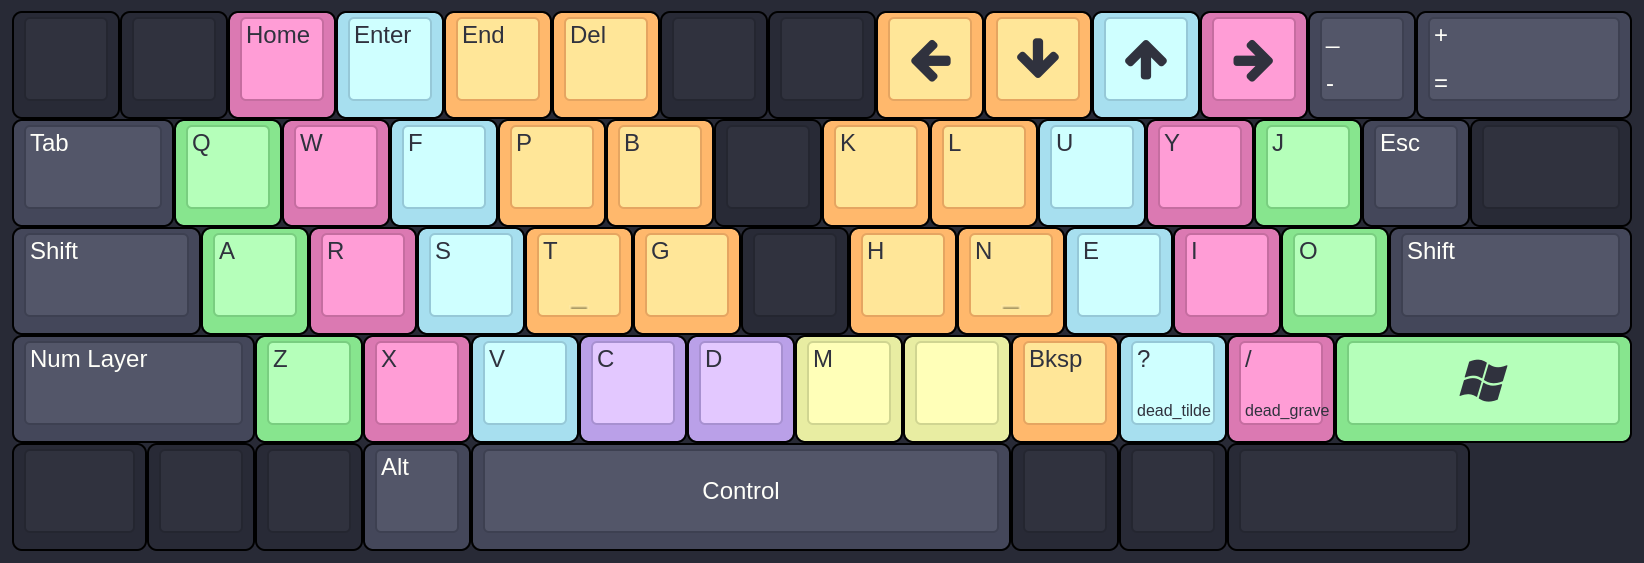 Home Enter End Del ← ↓ ↑ → _ +
- =
Tab Q W F P B K L U Y J Esc
Shift A R S T G H N E I O Shift
_ _
Num Layer Z X V C D M Bksp ? /
dead_tilde dead_grave
Alt
Control